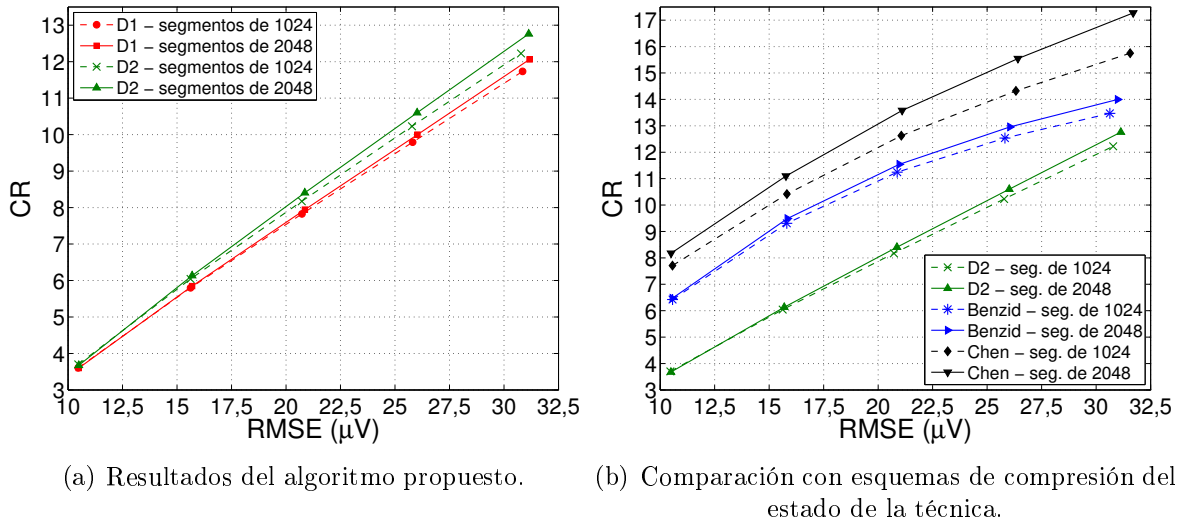 D1 − segmentos de 1024
D1 − segmentos de 2048
D2 − segmentos de 1024
D2 − segmentos de 2048
13
12
11
10
9
8
7
6
5
4
3
CR
10 12,5 15 17,5 20 22,5 25 27,5 30 32,5
RMSE (μV)
(a) Resultados del algoritmo propuesto.
17
16
15
14
13
12
11
10
9
8
7
6
5
4
3
CR
D2 − seg. de 1024
D2 − seg. de 2048
Benzid − seg. de 1024
Benzid − seg. de 2048
Chen − seg. de 1024
Chen − seg. de 2048
10 12,5 15 17,5 20 22,5 25 27,5 30 32,5
RMSE (μV)
(b) Comparación con esquemas de compresión del
estado de la técnica.